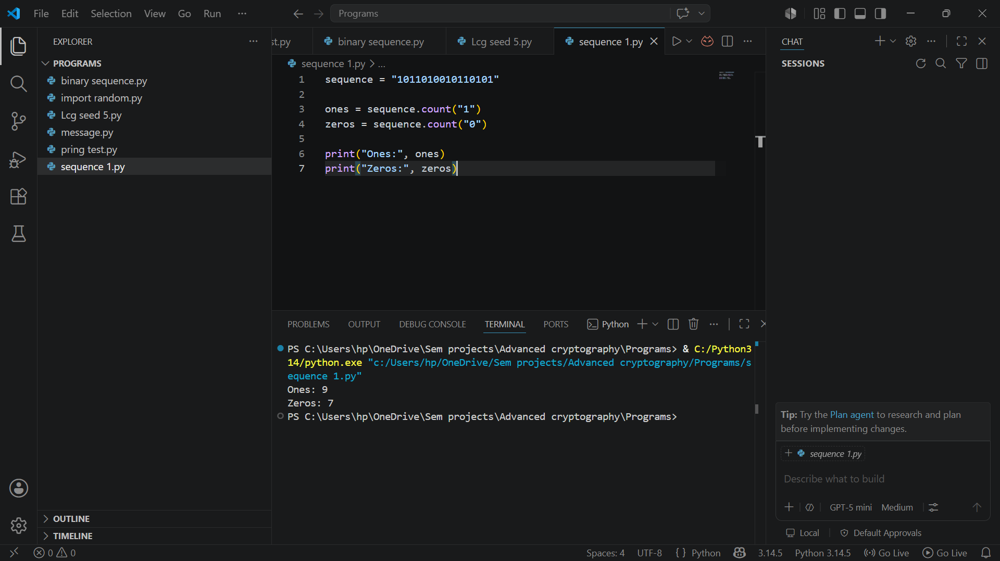 File Edit Selection View Go Run ...
Programs
EXPLORER
PROGRAMS
binary sequence.py
import random.py
Lcg seed 5.py
message.py
pring test.py
sequence 1.py
OUTLINE
TIMELINE
st.py binary sequence.py Lcg seed 5.py sequence 1.py
sequence 1.py > ...
1 sequence = "1011010010110101"
2
3 ones = sequence.count("1")
4 zeros = sequence.count("0")
5
6 print("Ones:", ones)
7 print("Zeros:", zeros)
PROBLEMS OUTPUT DEBUG CONSOLE TERMINAL PORTS Python
PS C:\Users\hp\OneDrive\Sem projects\Advanced cryptography\Programs> & C:/Python3
14/python.exe "c:/Users/hp/OneDrive/Sem projects/Advanced cryptography/Programs/s
equence 1.py"
Ones: 9
Zeros: 7
PS C:\Users\hp\OneDrive\Sem projects\Advanced cryptography\Programs>
CHAT
SESSIONS
Tip: Try the Plan agent to research and plan
before implementing changes.
sequence 1.py
Describe what to build
GPT-5 mini Medium
Local Default Approvals
0 0 Spaces: 4 UTF-8 {} Python 3.14.5 Python 3.14.5 Go Live Go Live